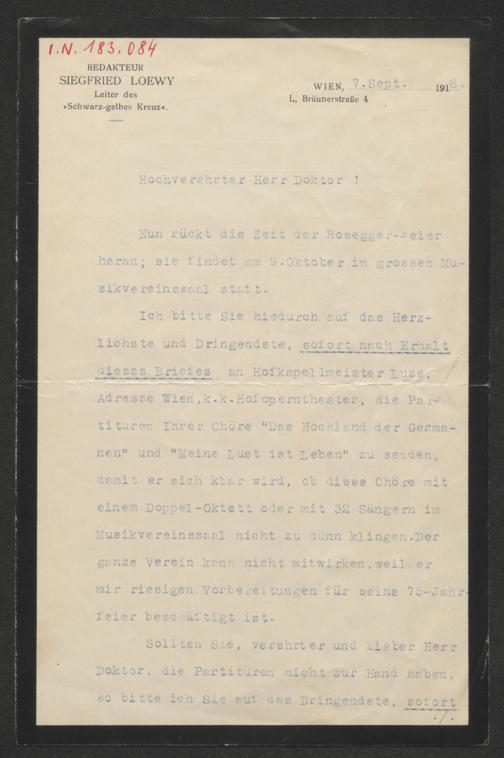 I.N. 183.084
REDAKTEUR
SIEGFRIED LOEWY
Leiter des
»Schwarz-gelbes Kreuz«.
WIEN, 7.Sept. 1918.
I., Bräunerstraße 4
Hochverehrter Herr Doktor !
Nun rückt die Zeit der Rosegger-Feier
heran; sie findet am 9.Oktober im grossen Mu-
sikvereinssaal statt.
Ich bitte Sie hiedurch auf das Herz-
lichste und Dringendste, sofort nach Erhalt
dieses Briefes an Hofkapellmeister Luze,
Adresse Wien,k.k.Hofoperntheater, die Par-
tituren Ihrer Chöre "Das Hochland der Germa-
nen" und "Meine Lust ist Leben" zu senden,
damit er sich klar wird, ob diese Chöre mit
einem Doppel-Oktett oder mit 32 Sängern im
Musikvereinssaal nicht zu dünn klingen.Der
ganze Verein kann nicht mitwirken,weil er
mir riesigen Vorbereitungen für seine 75-Jahr-
feier beschäftigt ist.
Sollten Sie, verehrter und lieber Herr
Doktor, die Partituren nicht zur Hand haben,
so bitte ich Sie auf das Dringendste, sofort
./.